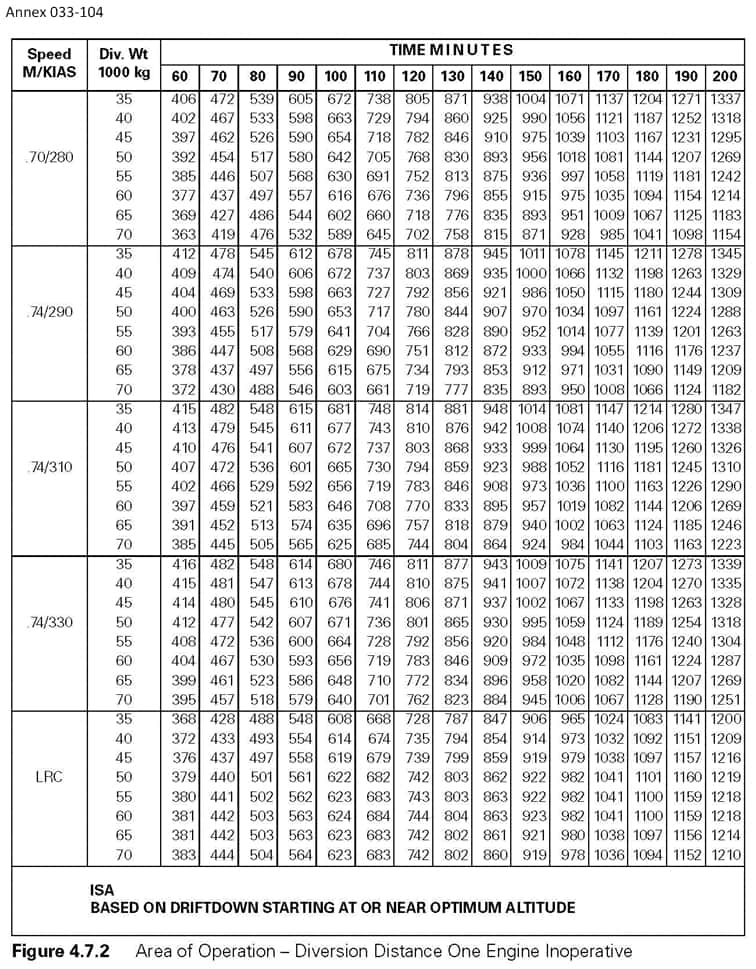 Annex 033-104
Speed Div. Wt TIME MINUTES
M/KIAS 1000 kg 60 70 80 90 100 110 120 130 140 150 160 170 180 190 200
35 406 472 539 605 672 738 805 871 938 1004 1071 1137 1204 1271 1337
40 402 467 533 598 663 729 794 860 925 990 1056 1121 1187 1252 1318
45 397 462 526 590 654 718 782 846 910 975 1039 1103 1167 1231 1295
.70/280 50 392 454 517 580 642 705 768 830 893 956 1018 1081 1144 1207 1269
55 385 446 507 568 630 691 752 813 875 936 997 1058 1119 1181 1242
60 377 437 497 557 616 676 736 796 855 915 975 1035 1094 1154 1214
65 369 427 486 544 602 660 718 776 835 893 951 1009 1067 1125 1183
70 363 419 476 532 589 645 702 758 815 871 928 985 1041 1098 1154
35 412 478 545 612 678 745 811 878 945 1011 1078 1145 1211 1278 1345
40 409 474 540 606 672 737 803 869 935 1000 1066 1132 1198 1263 1329
45 404 469 533 598 663 727 792 856 921 986 1050 1115 1180 1244 1309
.74/290 50 400 463 526 590 653 717 780 844 907 970 1034 1097 1161 1224 1288
55 393 455 517 579 641 704 766 828 890 952 1014 1077 1139 1201 1263
60 386 447 508 568 629 690 751 812 872 933 994 1055 1116 1176 1237
65 378 437 497 556 615 675 734 793 853 912 971 1031 1090 1149 1209
70 372 430 488 546 603 661 719 777 835 893 950 1008 1066 1124 1182
35 415 482 548 615 681 748 814 881 948 1014 1081 1147 1214 1280 1347
40 413 479 545 611 677 743 810 876 942 1008 1074 1140 1206 1272 1338
45 410 476 541 607 672 737 803 868 933 999 1064 1130 1195 1260 1326
.74/310 50 407 472 536 601 665 730 794 859 923 988 1052 1116 1181 1245 1310
55 402 466 529 592 656 719 783 846 908 973 1036 1100 1163 1226 1290
60 397 459 521 583 646 708 770 833 895 957 1019 1082 1144 1206 1269
65 391 452 513 574 635 696 757 818 879 940 1002 1063 1124 1185 1246
70 385 445 505 565 625 685 744 804 864 924 984 1044 1103 1163 1223
35 416 482 548 614 680 746 811 877 943 1009 1075 1141 1207 1273 1339
40 415 481 547 613 678 744 810 875 941 1007 1072 1138 1204 1270 1335
45 414 480 545 610 676 741 806 871 937 1002 1067 1133 1198 1263 1328
.74/330 50 412 477 542 607 671 736 801 865 930 995 1059 1124 1189 1254 1318
55 408 472 536 600 664 728 792 856 920 984 1048 1112 1176 1240 1304
60 404 467 530 593 656 719 783 846 909 972 1035 1098 1161 1224 1287
65 399 461 523 586 648 710 772 834 896 958 1020 1082 1144 1207 1269
70 395 457 518 579 640 701 762 823 884 945 1006 1067 1128 1190 1251
35 368 428 488 548 608 668 728 787 847 906 965 1024 1083 1141 1200
40 372 433 493 554 614 674 735 794 854 914 973 1032 1092 1151 1209
45 376 437 497 558 619 679 739 799 859 919 979 1038 1097 1157 1216
LRC 50 379 440 501 561 622 682 742 803 862 922 982 1041 1101 1160 1219
55 380 441 502 562 623 683 743 803 863 922 982 1041 1100 1159 1218
60 381 442 503 563 624 684 744 804 863 923 982 1041 1100 1159 1218
65 381 442 503 563 623 683 742 802 861 921 980 1038 1097 1156 1214
70 383 444 504 564 623 683 742 802 860 919 978 1036 1094 1152 1210
ISA
BASED ON DRIFTDOWN STARTING AT OR NEAR OPTIMUM ALTITUDE
Figure 4.7.2 Area of Operation – Diversion Distance One Engine Inoperative